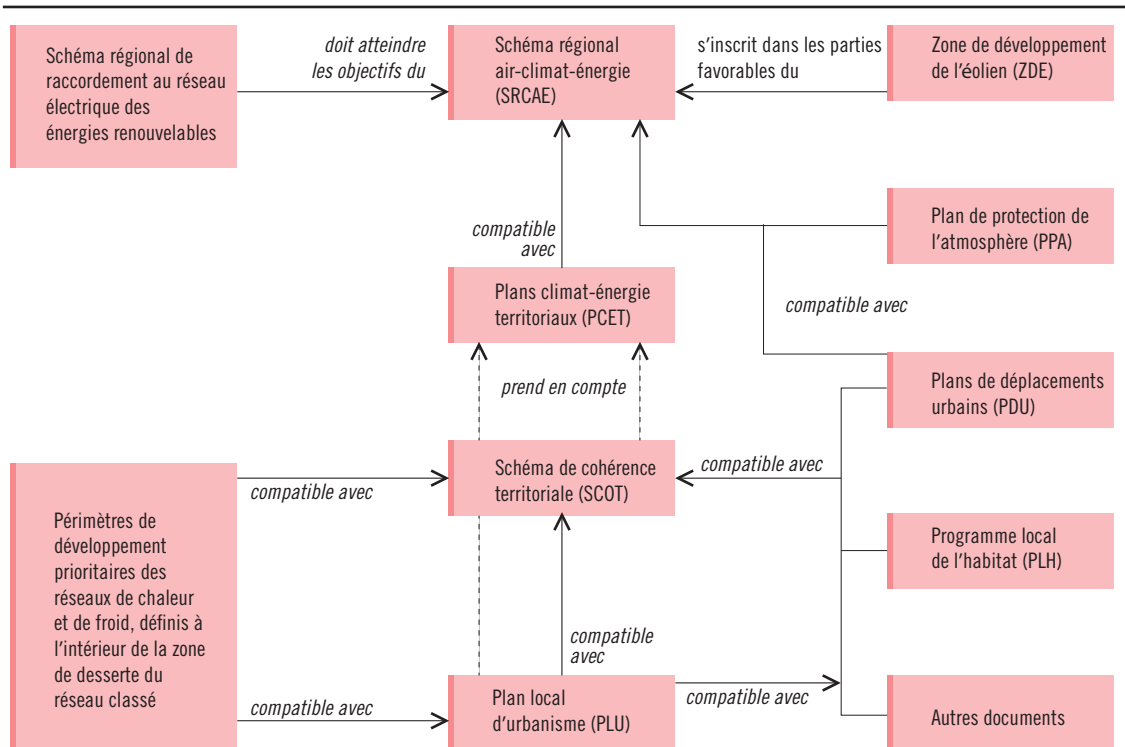 Schéma régional de
raccordement au réseau
électrique des
énergies renouvelables
doit atteindre
les objectifs du
Schéma régional
air-climat-énergie
(SRCAE)
s'inscrit dans les parties
favorables du
Zone de développement
de l'éolien (ZDE)
compatible
avec
Plan de protection de
l'atmosphère (PPA)
Plans climat-énergie
territoriaux (PCET)
compatible avec
prend en compte
Plans de déplacements
urbains (PDU)
compatible avec
Schéma de cohérence
territoriale (SCOT)
compatible avec
Périmètres de
développement
prioritaires des
réseaux de chaleur
et de froid, définis à
l'intérieur de la zone
de desserte du
réseau classé
Programme local
de l'habitat (PLH)
compatible
avec
compatible avec
Plan local
d'urbanisme (PLU)
compatible avec
Autres documents